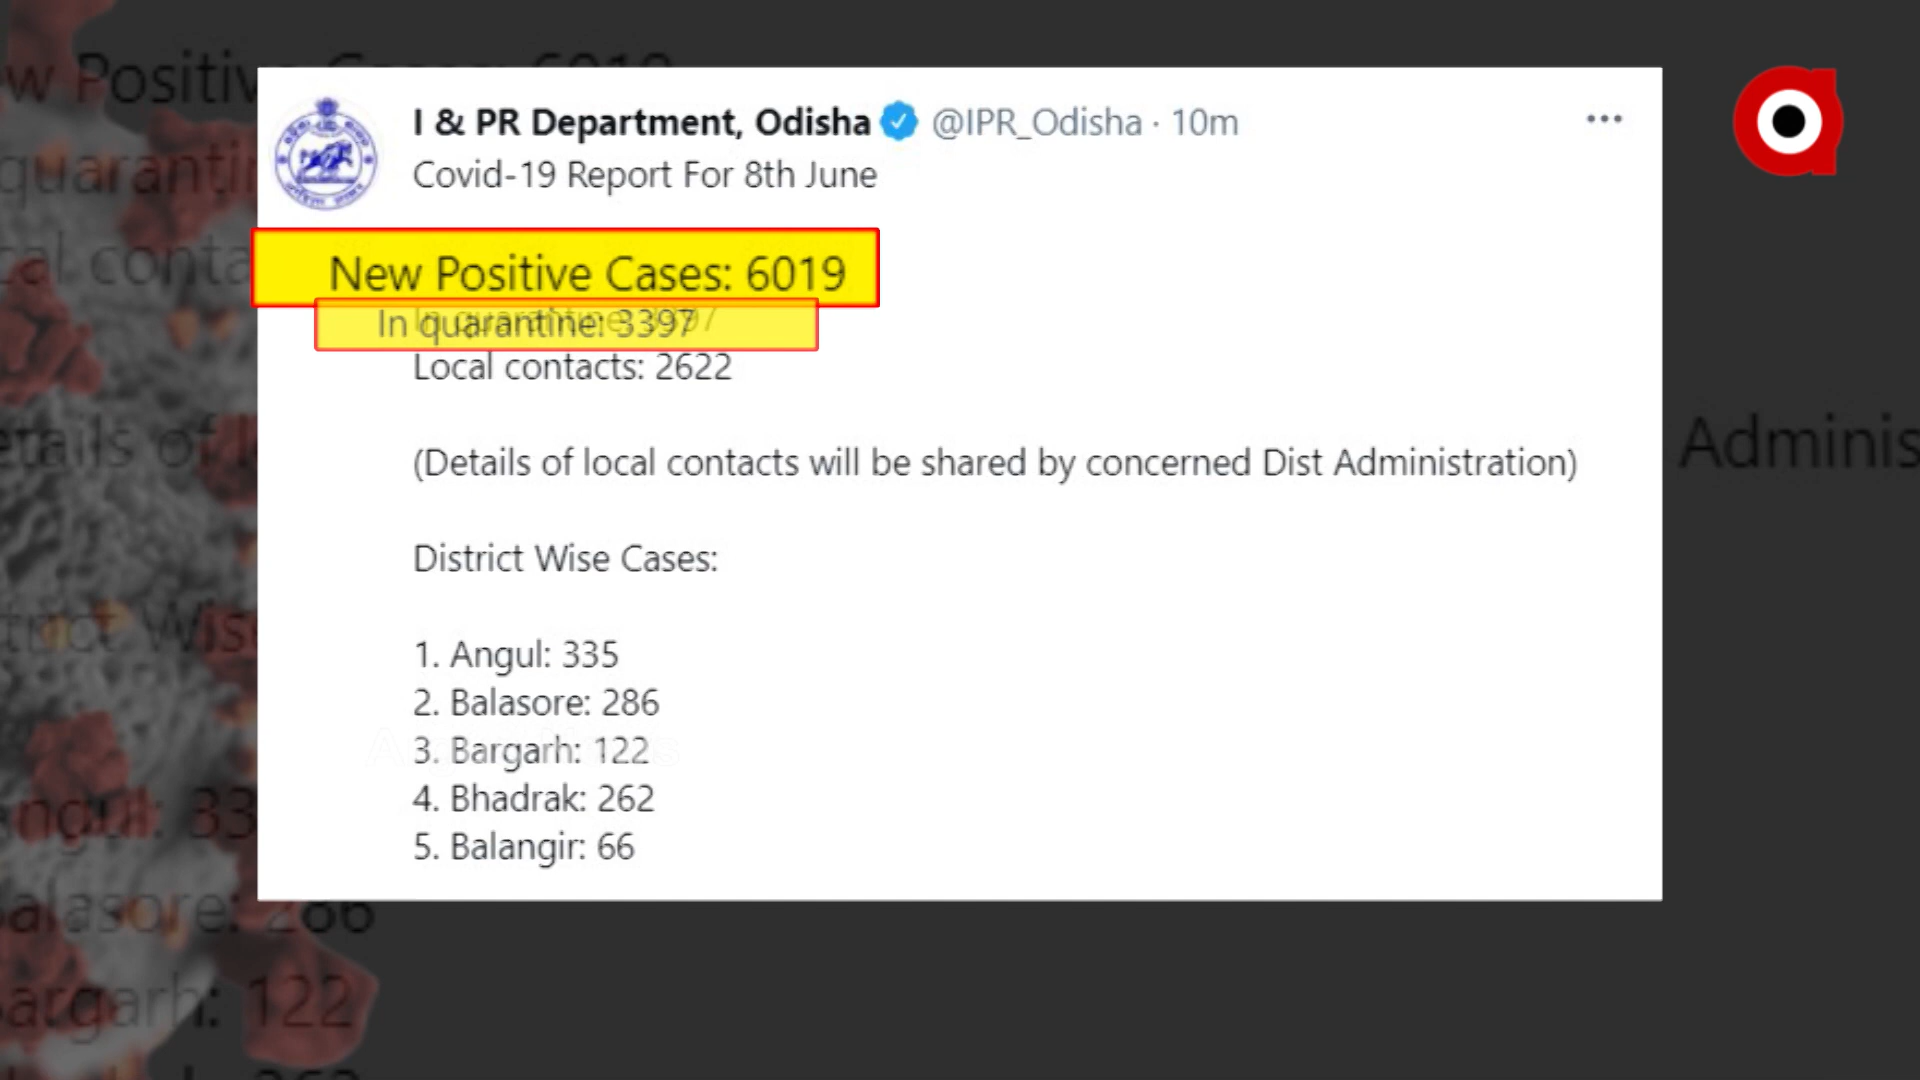 I & PR Department, Odisha @IPR_Odisha · 10m
Covid-19 Report For 8th June
New Positive Cases: 6019
In quarantine: 3397
Local contacts: 2622
(Details of local contacts will be shared by concerned Dist Administration)
District Wise Cases:
1. Angul: 335
2. Balasore: 286
3. Bargarh: 122
4. Bhadrak: 262
5. Balangir: 66